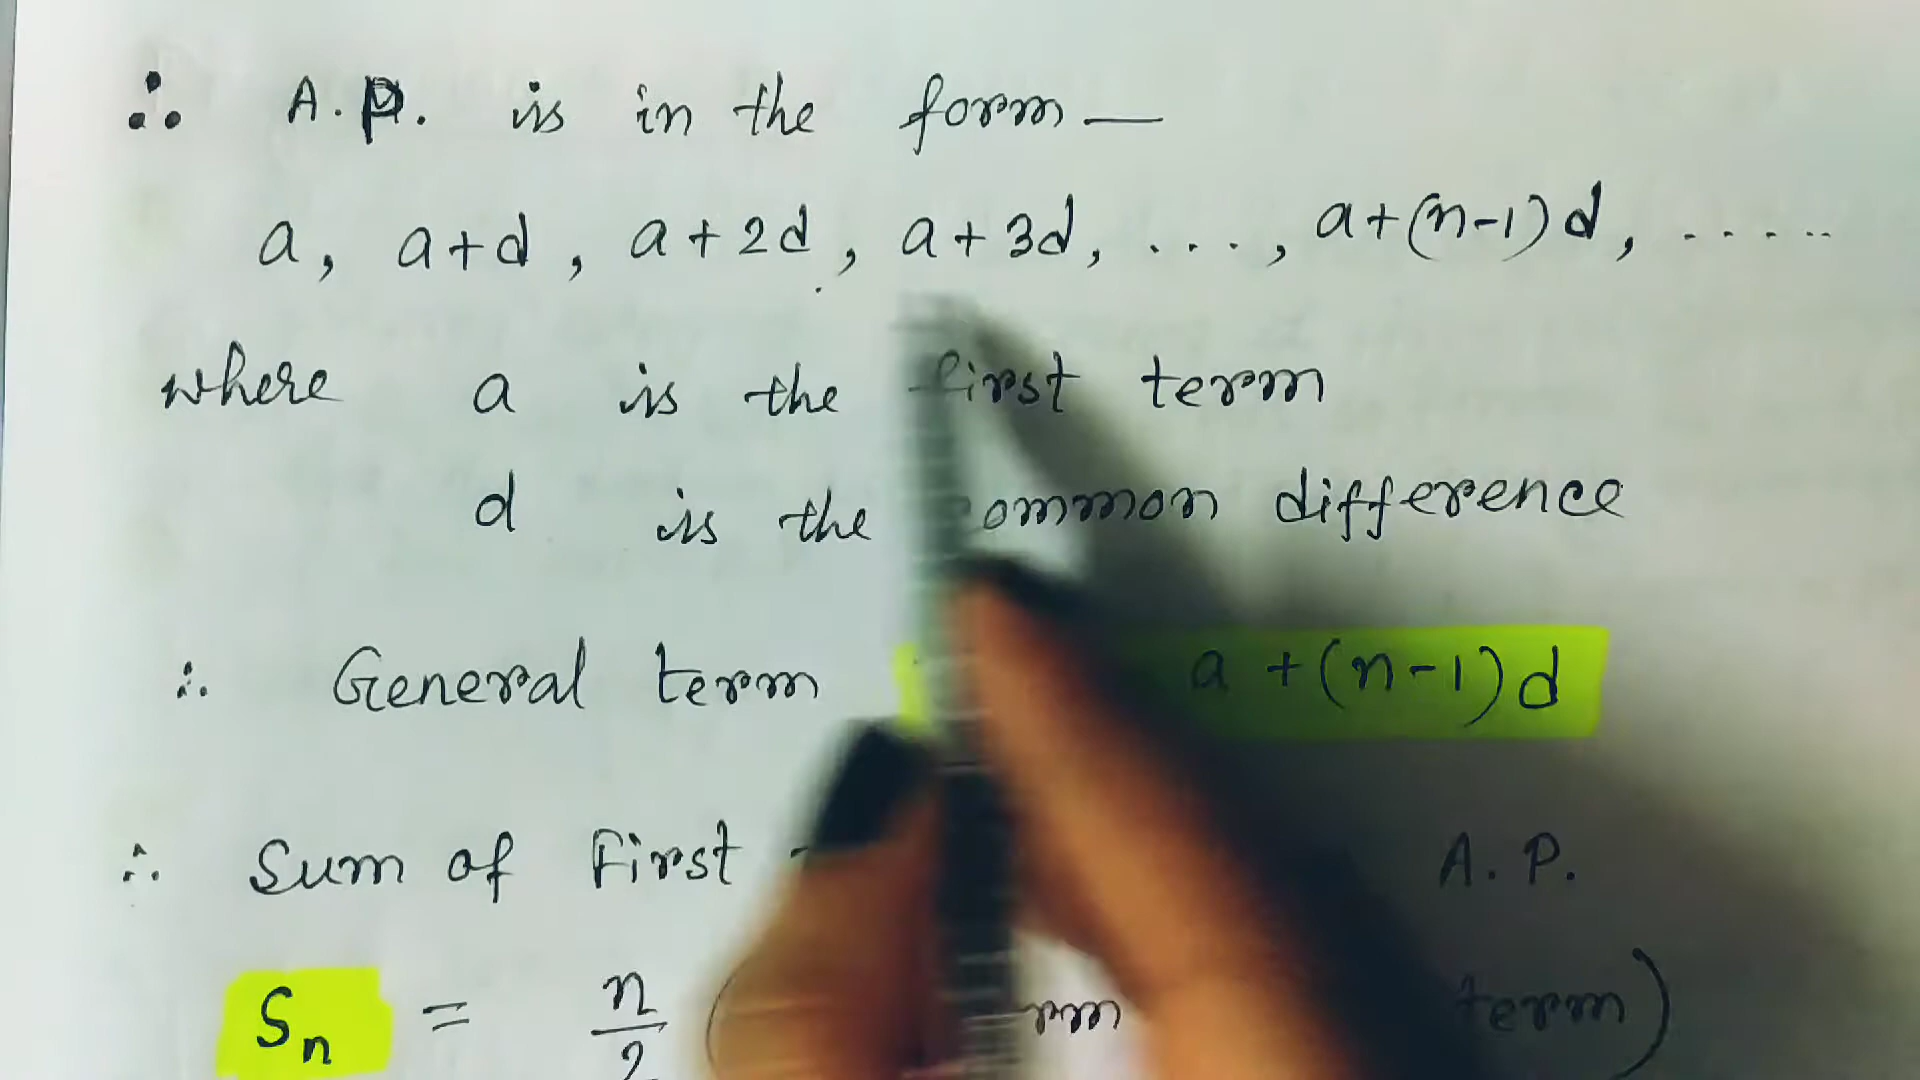 ∴ A.P. is in the form —
a, a+d, a+2d, a+3d, ...., a+(n-1)d, .....
where a is the first term
d is the common difference
∴ General term a+(n-1)d
∴ Sum of first A.P.
Sn = n/2 ( term)